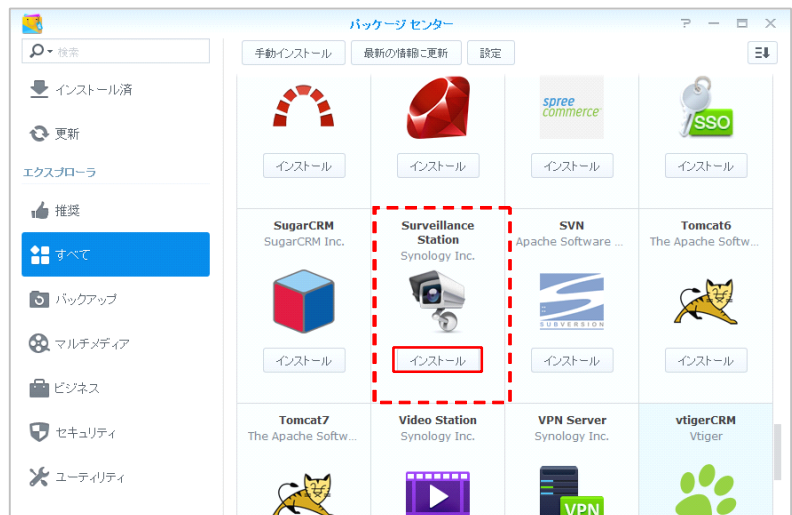 パッケージ センター
検索
手動インストール
最新の情報に更新
設定
インストール済
更新
エクスプローラ
推奨
すべて
バックアップ
マルチメディア
ビジネス
セキュリティ
ユーティリティ
spree
commerce
SSO
インストール
インストール
インストール
インストール
SugarCRM
SugarCRM Inc.
インストール
Surveillance
Station
Synology Inc.
インストール
SVN
Apache Software ...
SUBVERSION
インストール
Tomcat6
The Apache Softw...
インストール
Tomcat7
The Apache Softw...
Video Station
Synology Inc.
VPN Server
Synology Inc.
VPN
vtigerCRM
Vtiger